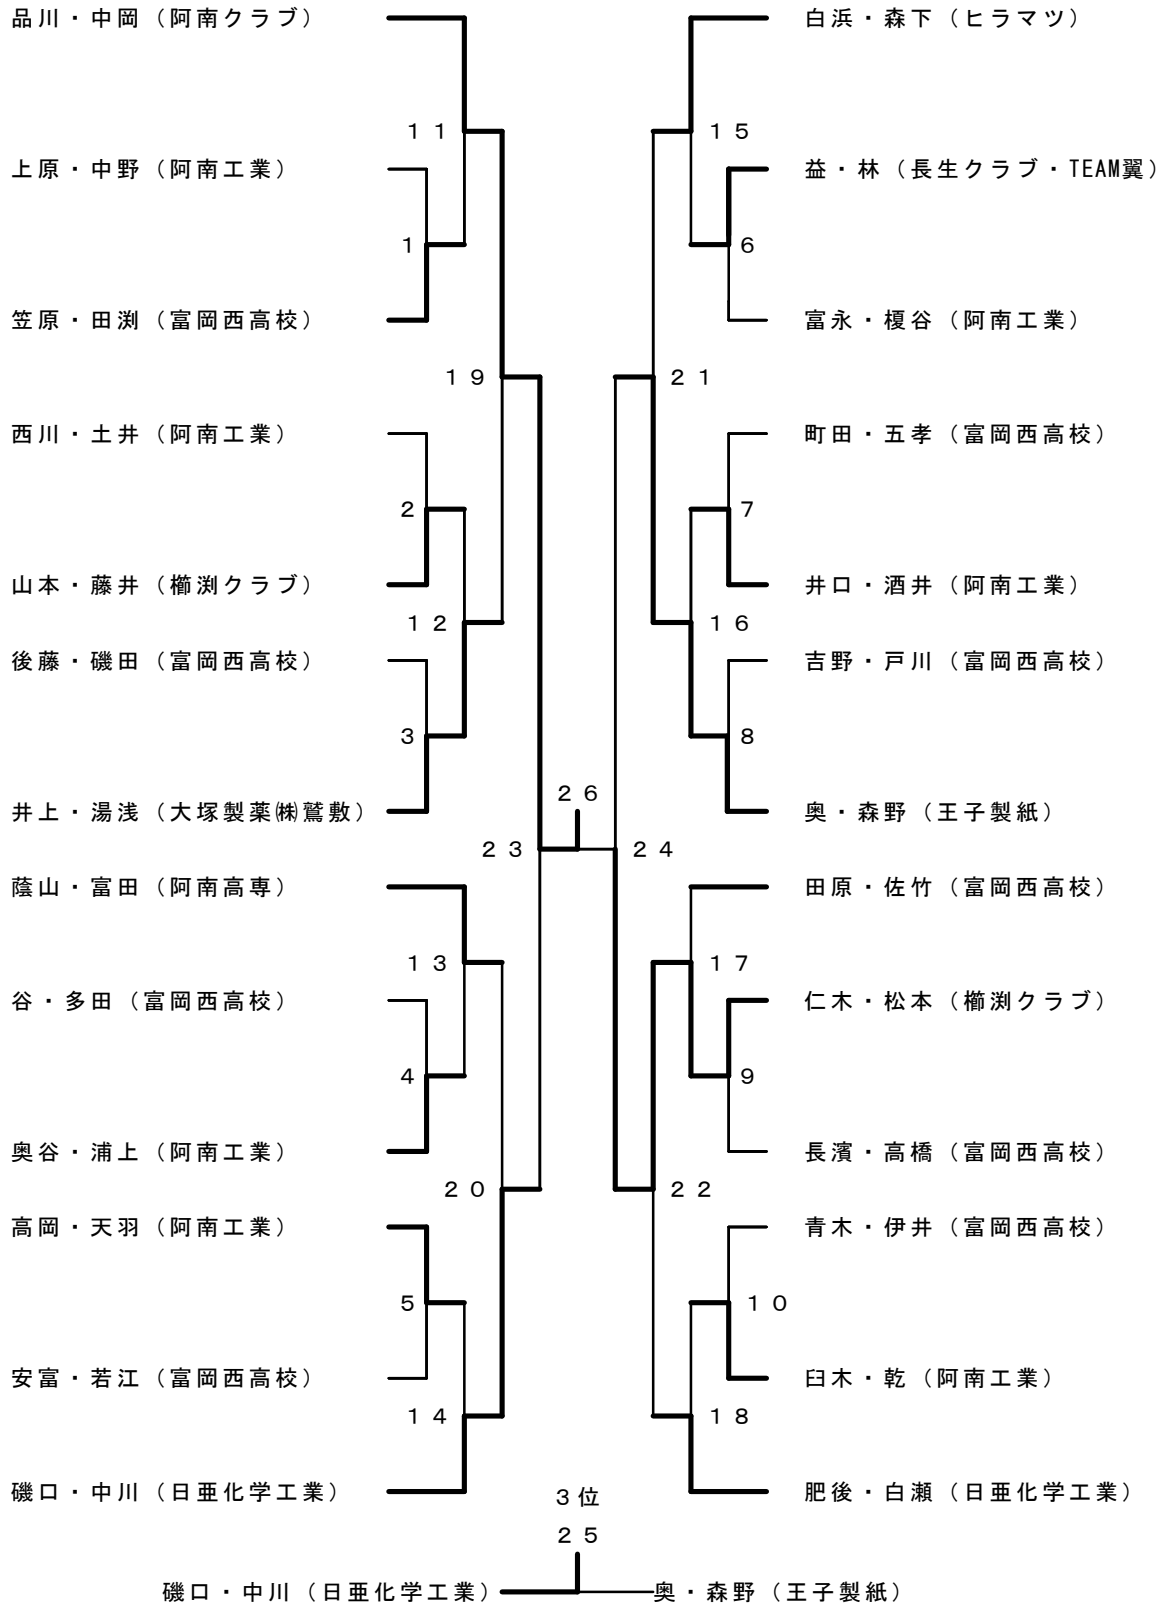 品川・中岡（阿南クラブ）
白浜・森下（ヒラマツ）
１１
１５
上原・中野（阿南工業）
益・林（長生クラブ・TEAM翼）
１
６
笠原・田渕（富岡西高校）
富永・榎谷（阿南工業）
１９
２１
西川・土井（阿南工業）
町田・五孝（富岡西高校）
２
７
山本・藤井（櫛渕クラブ）
井口・酒井（阿南工業）
１２
１６
後藤・磯田（富岡西高校）
吉野・戸川（富岡西高校）
３
８
２６
井上・湯浅（大塚製薬㈱鷲敷）
奥・森野（王子製紙）
２３
２４
蔭山・富田（阿南高専）
田原・佐竹（富岡西高校）
１３
１７
谷・多田（富岡西高校）
仁木・松本（櫛渕クラブ）
４
９
奥谷・浦上（阿南工業）
長濱・高橋（富岡西高校）
２０
２２
高岡・天羽（阿南工業）
青木・伊井（富岡西高校）
５
１０
安富・若江（富岡西高校）
臼木・乾（阿南工業）
１４
１８
磯口・中川（日亜化学工業）
肥後・白瀬（日亜化学工業）
３位
２５
磯口・中川（日亜化学工業）
奥・森野（王子製紙）